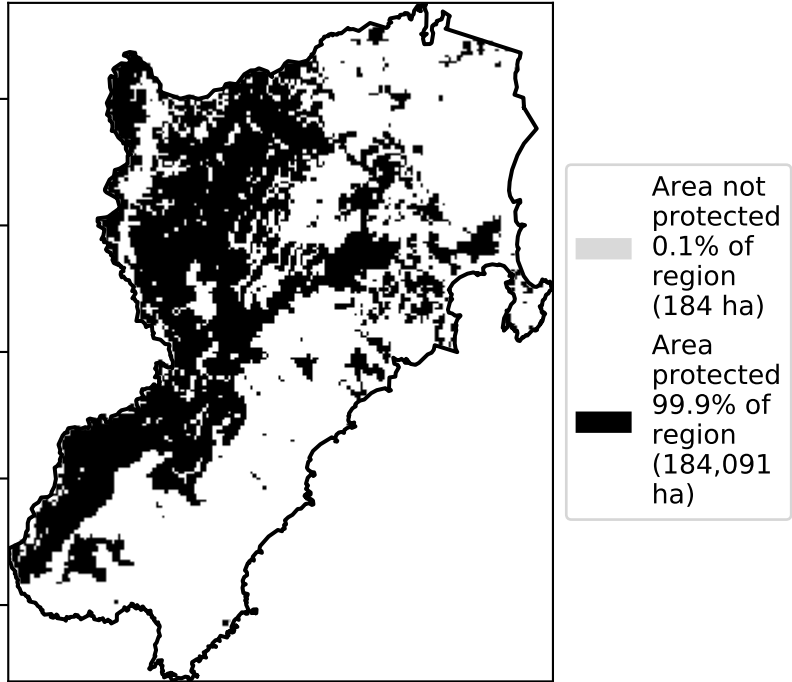 Area not
protected
0.1% of
region
(184 ha)
Area
protected
99.9% of
region
(184,091
ha)